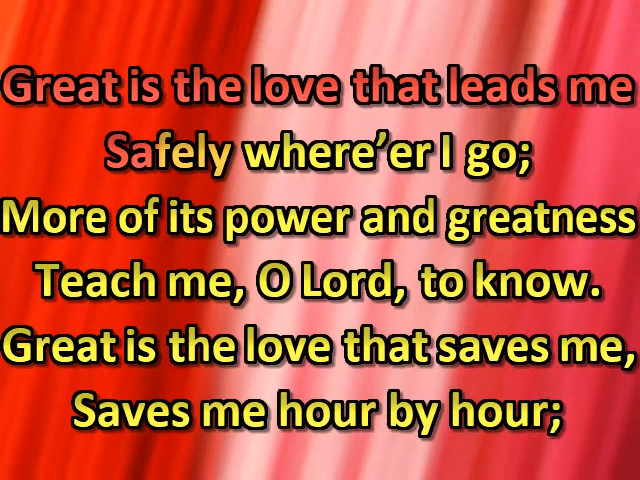 Great is the love that leads me
Safely where’er I go;
More of its power and greatness
Teach me, O Lord, to know.
Great is the love that saves me,
Saves me hour by hour;